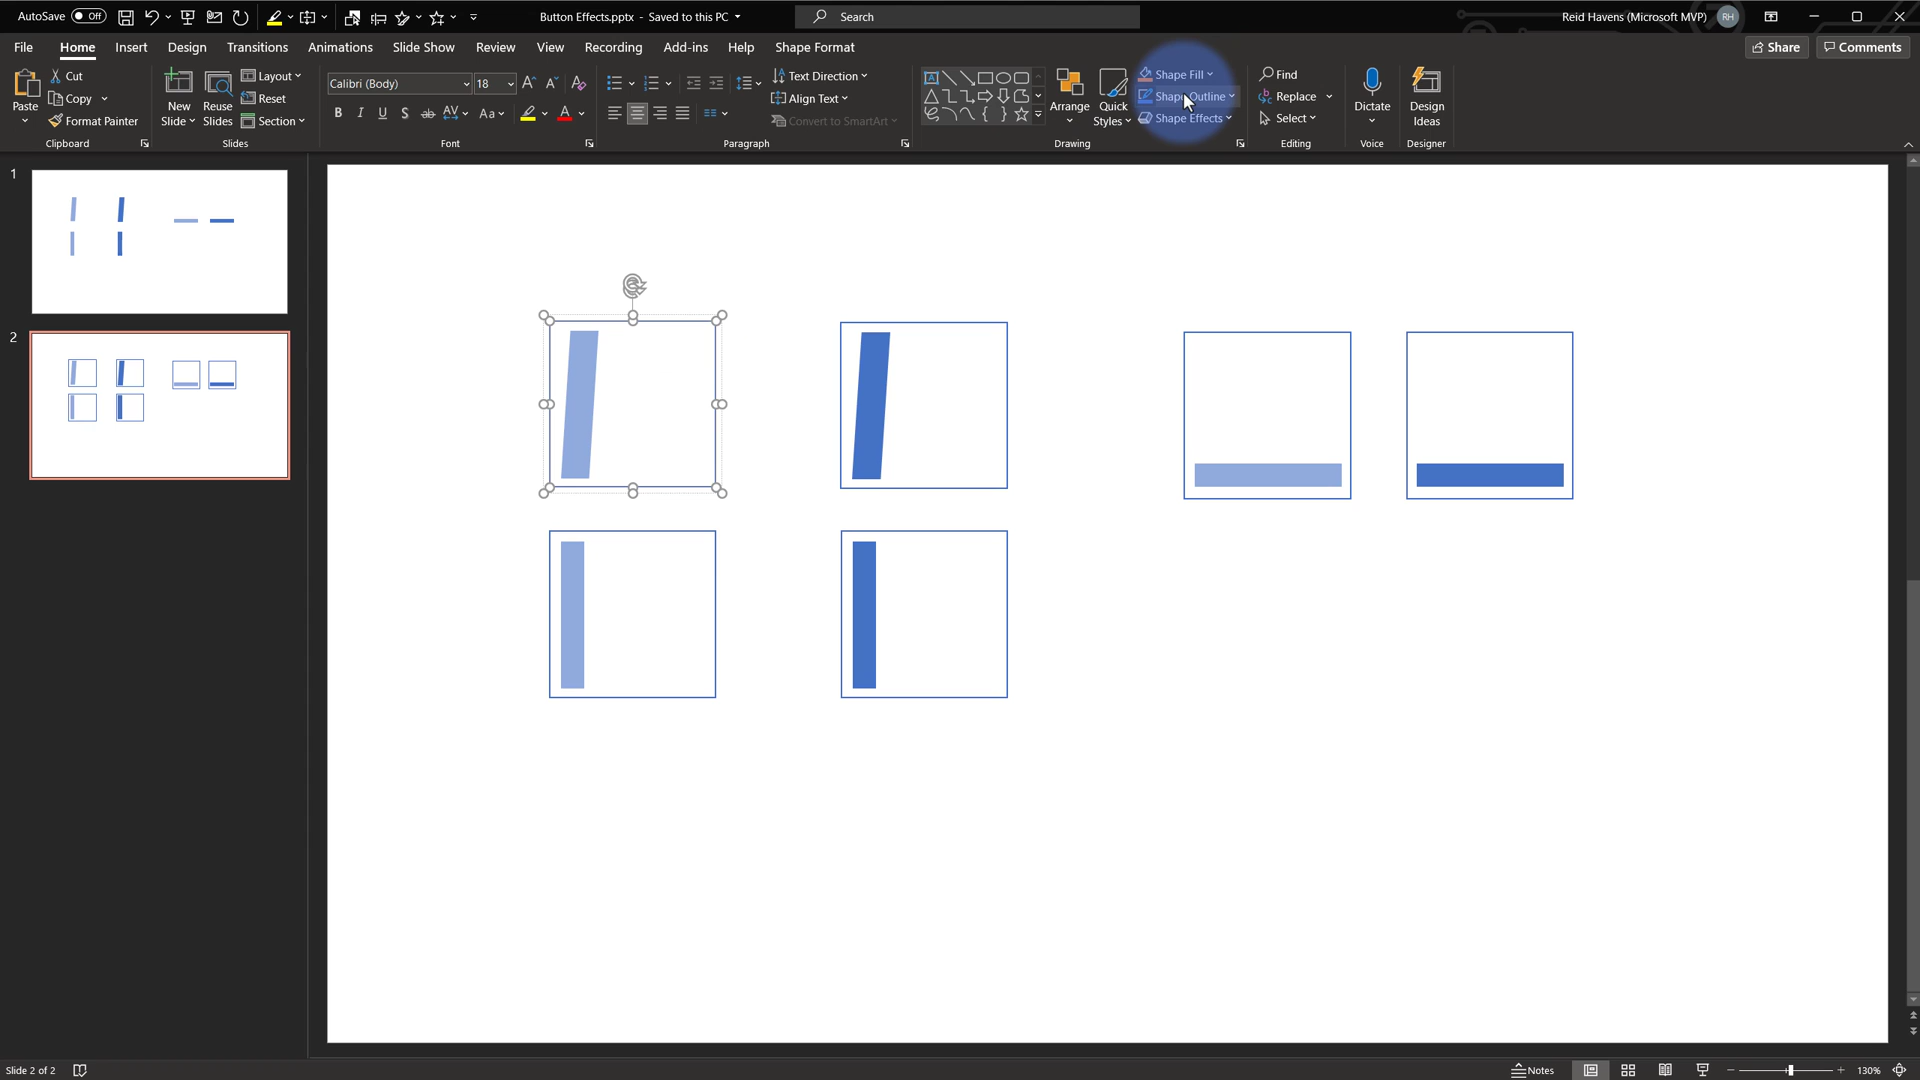 AutoSave Off Button Effects.pptx - Saved to this PC Search Reid Havens (Microsoft MVP) RH
File Home Insert Design Transitions Animations Slide Show Review View Recording Add-ins Help Shape Format Share Comments
Paste
Cut
Copy
Format Painter
Clipboard
New
Slide
Reuse
Slides
Layout
Reset
Section
Slides
Calibri (Body) 18
B I U S ab AV Aa A
Font
Text Direction
Align Text
Convert to SmartArt
Paragraph
Arrange
Quick
Styles
Shape Fill
Shape Outline
Shape Effects
Drawing
Find
Replace
Select
Editing
Dictate
Voice
Design
Ideas
Designer
1
2
Slide 2 of 2 Notes 130%